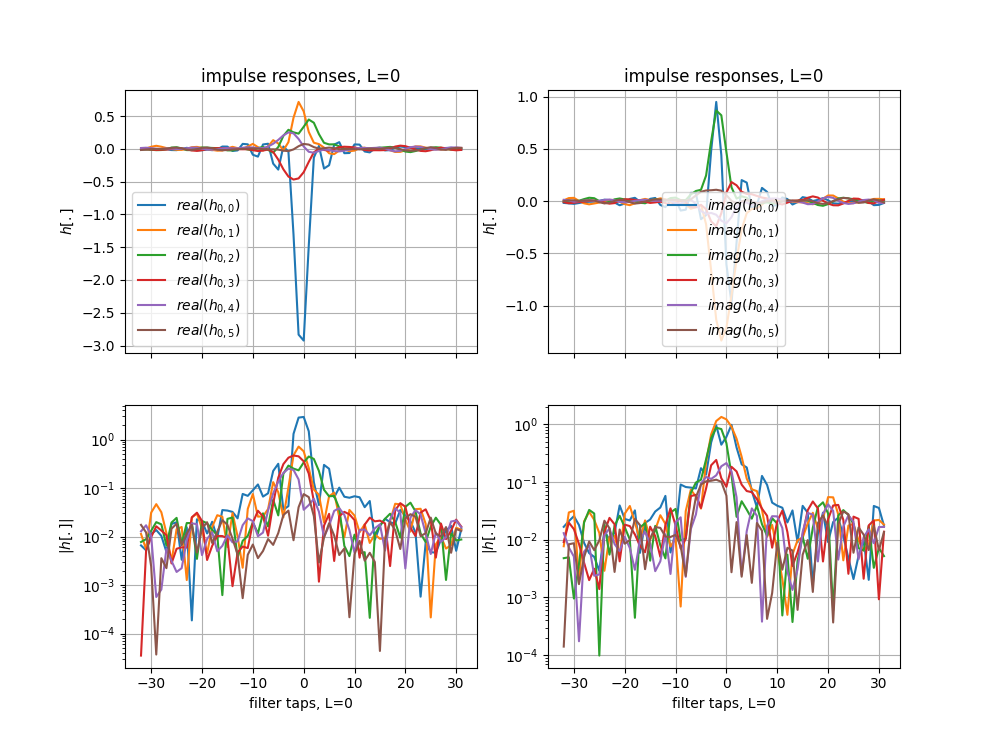 impulse responses, L=0
impulse responses, L=0
h[.]
0.5
0.0
−0.5
−1.0
−1.5
−2.0
−2.5
−3.0
real(h0,0)
real(h0,1)
real(h0,2)
real(h0,3)
real(h0,4)
real(h0,5)
h[.]
1.0
0.5
0.0
−0.5
−1.0
imag(h0,0)
imag(h0,1)
imag(h0,2)
imag(h0,3)
imag(h0,4)
imag(h0,5)
|h[.]|
10^0
10^−1
10^−2
10^−3
10^−4
−30 −20 −10 0 10 20 30
filter taps, L=0
|h[.]|
10^0
10^−1
10^−2
10^−3
10^−4
−30 −20 −10 0 10 20 30
filter taps, L=0